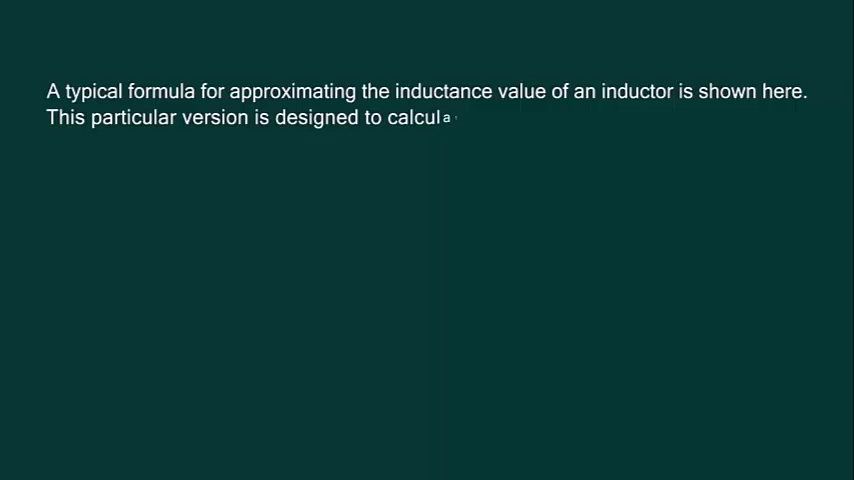 A typical formula for approximating the inductance value of an inductor is shown here.
This particular version is designed to calcula